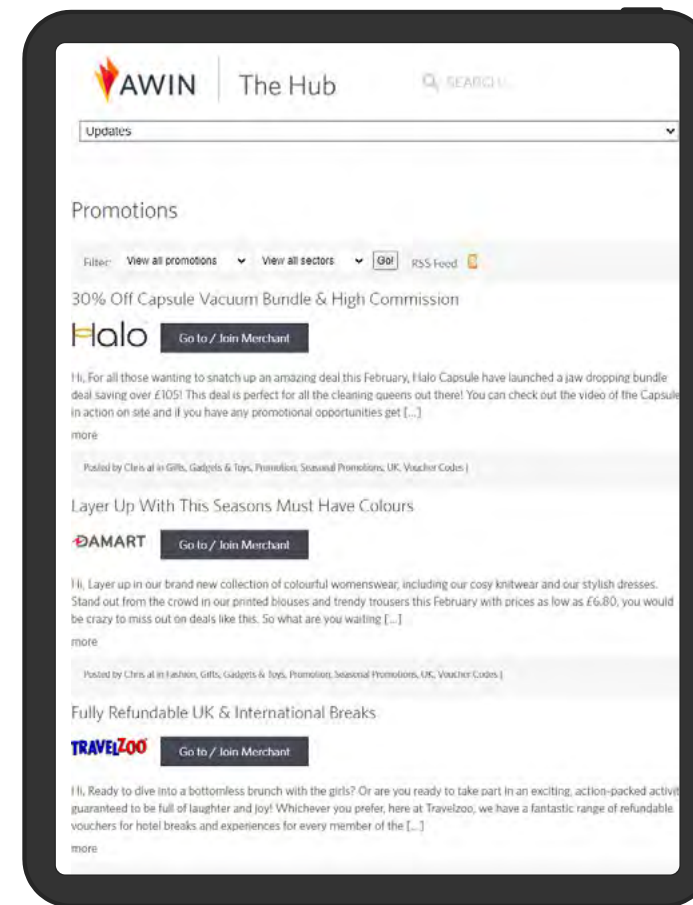 AWIN The Hub SEARCH
Updates
Promotions
Filter: View all promotions View all sectors Go! RSS Feed
30% Off Capsule Vacuum Bundle & High Commission
Halo Go to / Join Merchant
Hi, For all those wanting to snatch up an amazing deal this February, Halo Capsule have launched a jaw dropping bundle
deal saving over £105! This deal is perfect for all the cleaning queens out there! You can check out the video of the Capsule
in action on site and if you have any promotional opportunities get [...]
more
Posted by Chris al in Gifts, Gadgets & Toys, Promotion, Seasonal Promotions, UK, Voucher Codes |
Layer Up With This Seasons Must Have Colours
DAMART Go to / Join Merchant
Hi, Layer up in our brand new collection of colourful womenswear, including our cosy knitwear and our stylish dresses.
Stand out from the crowd in our printed blouses and trendy trousers this February with prices as low as £6.80, you would
be crazy to miss out on deals like this. So what are you waiting [...]
more
Posted by Chris al in Fashion, Gifts, Gadgets & Toys, Promotion, Seasonal Promotions, UK, Voucher Codes |
Fully Refundable UK & International Breaks
TRAVELZOO Go to / Join Merchant
Hi, Ready to dive into a bottomless brunch with the girls? Or are you ready to take part in an exciting, action-packed activit
guaranteed to be full of laughter and joy! Whichever you prefer, here at Travelzoo, we have a fantastic range of refundable
vouchers for hotel breaks and experiences for every member of the [...]
more